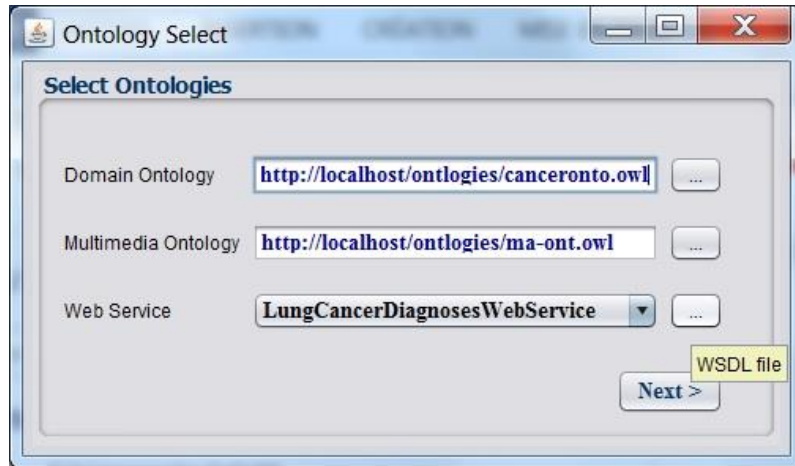 Ontology Select
Select Ontologies
Domain Ontology http://localhost/ontlogies/canceronto.owl ...
Multimedia Ontology http://localhost/ontlogies/ma-ont.owl ...
Web Service LungCancerDiagnosesWebService ...
WSDL file
Next >